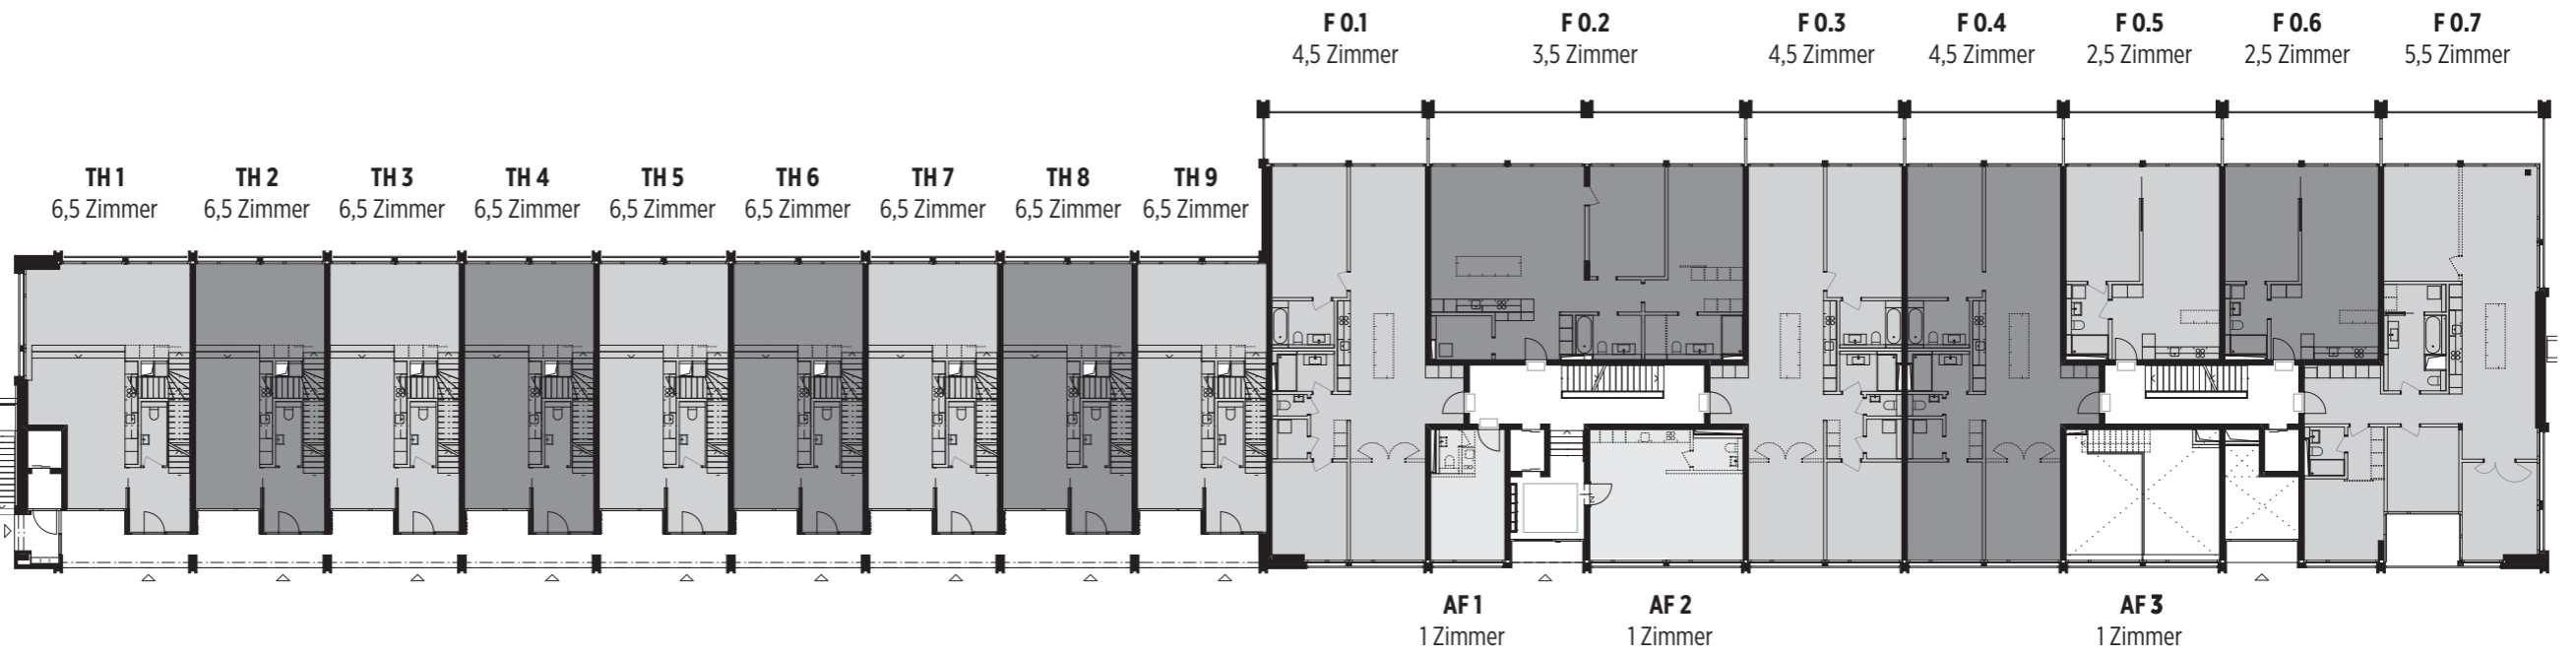 F 0.1
4,5 Zimmer
F 0.2
3,5 Zimmer
F 0.3
4,5 Zimmer
F 0.4
4,5 Zimmer
F 0.5
2,5 Zimmer
F 0.6
2,5 Zimmer
F 0.7
5,5 Zimmer
TH 1
6,5 Zimmer
TH 2
6,5 Zimmer
TH 3
6,5 Zimmer
TH 4
6,5 Zimmer
TH 5
6,5 Zimmer
TH 6
6,5 Zimmer
TH 7
6,5 Zimmer
TH 8
6,5 Zimmer
TH 9
6,5 Zimmer
AF 1
1 Zimmer
AF 2
1 Zimmer
AF 3
1 Zimmer